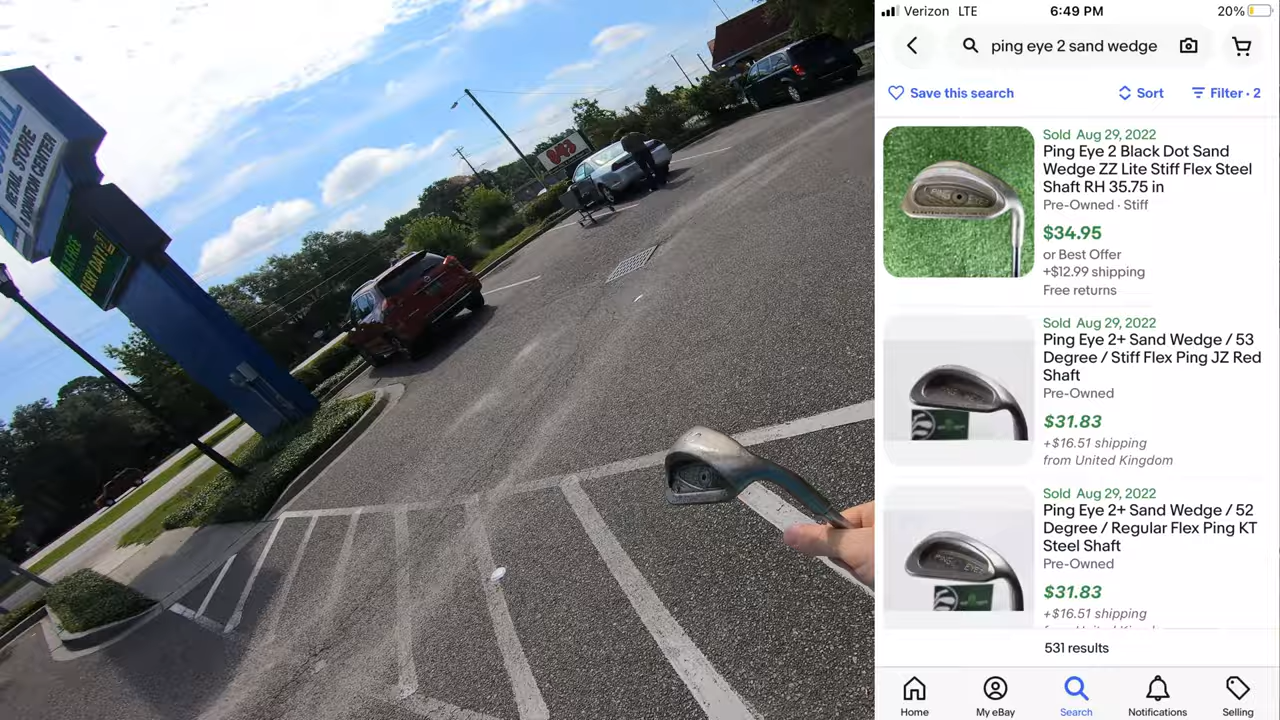 RETAIL STORE
& DONATION CENTER
TAX FREE
EVERY DAY!
843
Verizon LTE
6:49 PM
20%
ping eye 2 sand wedge
Save this search
Sort
Filter · 2
Sold Aug 29, 2022
Ping Eye 2 Black Dot Sand
Wedge ZZ Lite Stiff Flex Steel
Shaft RH 35.75 in
Pre-Owned · Stiff
$34.95
or Best Offer
+$12.99 shipping
Free returns
Sold Aug 29, 2022
Ping Eye 2+ Sand Wedge / 53
Degree / Stiff Flex Ping JZ Red
Shaft
Pre-Owned
$31.83
+$16.51 shipping
from United Kingdom
Sold Aug 29, 2022
Ping Eye 2+ Sand Wedge / 52
Degree / Regular Flex Ping KT
Steel Shaft
Pre-Owned
$31.83
+$16.51 shipping
531 results
Home
My eBay
Search
Notifications
Selling